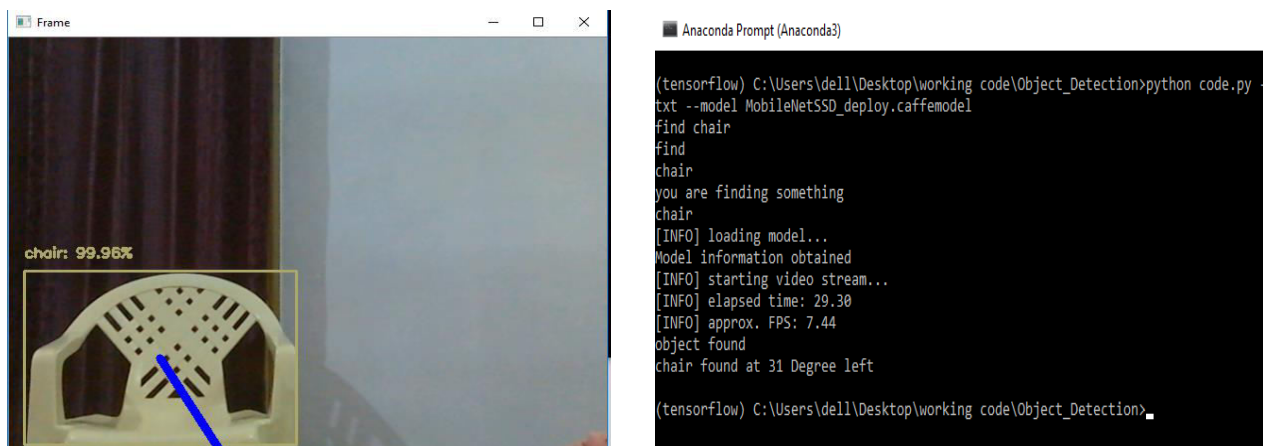 Frame
chair: 99.96%
Anaconda Prompt (Anaconda3)
(tensorflow) C:\Users\dell\Desktop\working code\Object_Detection>python code.py -
txt --model MobileNetSSD_deploy.caffemodel
find chair
find
chair
you are finding something
chair
[INFO] loading model...
Model information obtained
[INFO] starting video stream...
[INFO] elapsed time: 29.30
[INFO] approx. FPS: 7.44
object found
chair found at 31 Degree left
(tensorflow) C:\Users\dell\Desktop\working code\Object_Detection>